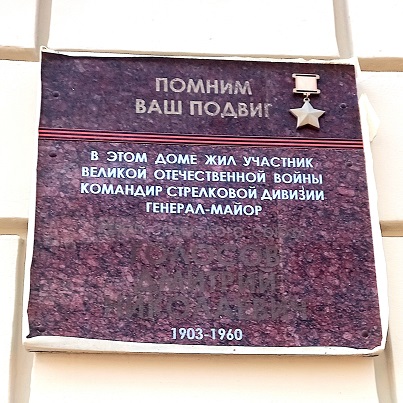 ПОМНИМ
ВАШ ПОДВИГ
В ЭТОМ ДОМЕ ЖИЛ УЧАСТНИК
ВЕЛИКОЙ ОТЕЧЕСТВЕННОЙ ВОЙНЫ
КОМАНДИР СТРЕЛКОВОЙ ДИВИЗИИ
ГЕНЕРАЛ-МАЙОР
1903-1960